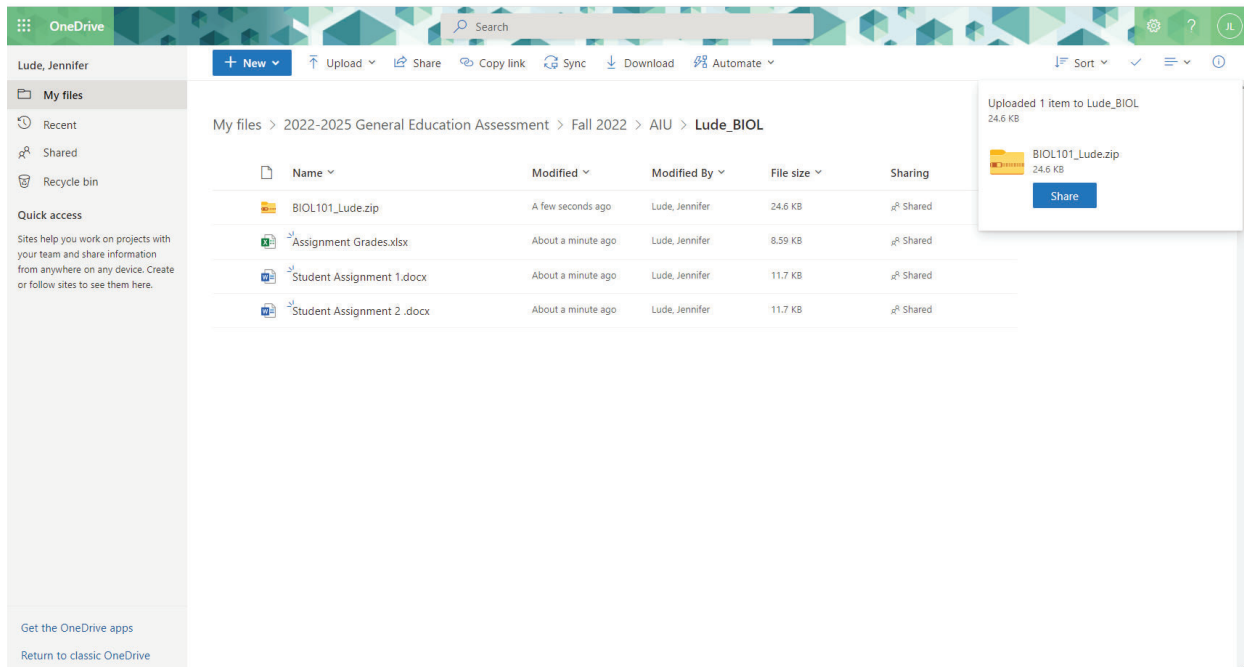 OneDrive
Search
? JL
Lude, Jennifer
+ New Upload Share Copy link Sync Download Automate Sort
My files
Recent
Shared
Recycle bin
Quick access
Sites help you work on projects with
your team and share information
from anywhere on any device. Create
or follow sites to see them here.
Get the OneDrive apps
Return to classic OneDrive
My files > 2022-2025 General Education Assessment > Fall 2022 > AIU > Lude_BIOL
Name Modified Modified By File size Sharing
BIOL101_Lude.zip A few seconds ago Lude, Jennifer 24.6 KB Shared
Assignment Grades.xlsx About a minute ago Lude, Jennifer 8.59 KB Shared
Student Assignment 1.docx About a minute ago Lude, Jennifer 11.7 KB Shared
Student Assignment 2 .docx About a minute ago Lude, Jennifer 11.7 KB Shared
Uploaded 1 item to Lude_BIOL
24.6 KB
BIOL101_Lude.zip
24.6 KB
Share